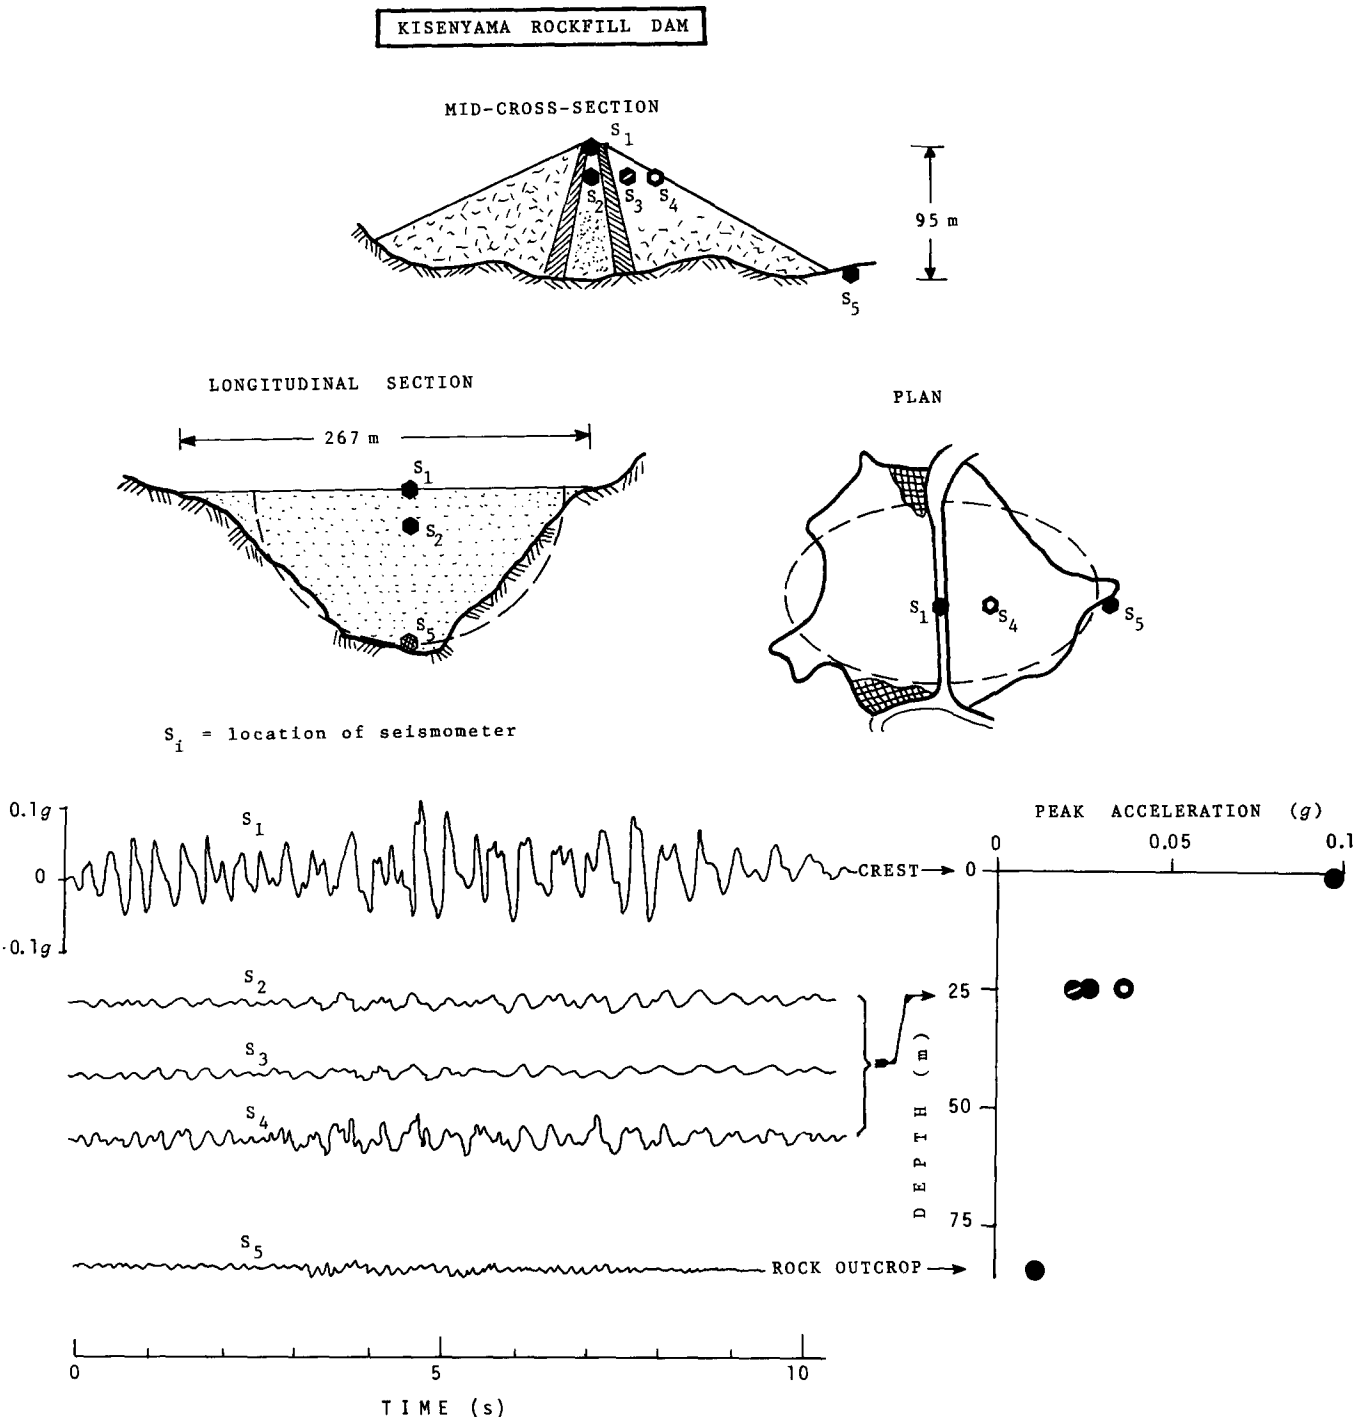 KISENYAMA ROCKFILL DAM
MID-CROSS-SECTION
S1
S2 S3 S4
95 m
S5
LONGITUDINAL SECTION
267 m
S1
S2
S5
PLAN
S1 S4 S5
Si = location of seismometer
0.1g
0
-0.1g
S1
CREST
S2
S3
S4
S5
ROCK OUTCROP
PEAK ACCELERATION (g)
0 0.05 0.1
0
25
50
75
DEPTH (m)
0 5 10
TIME (s)